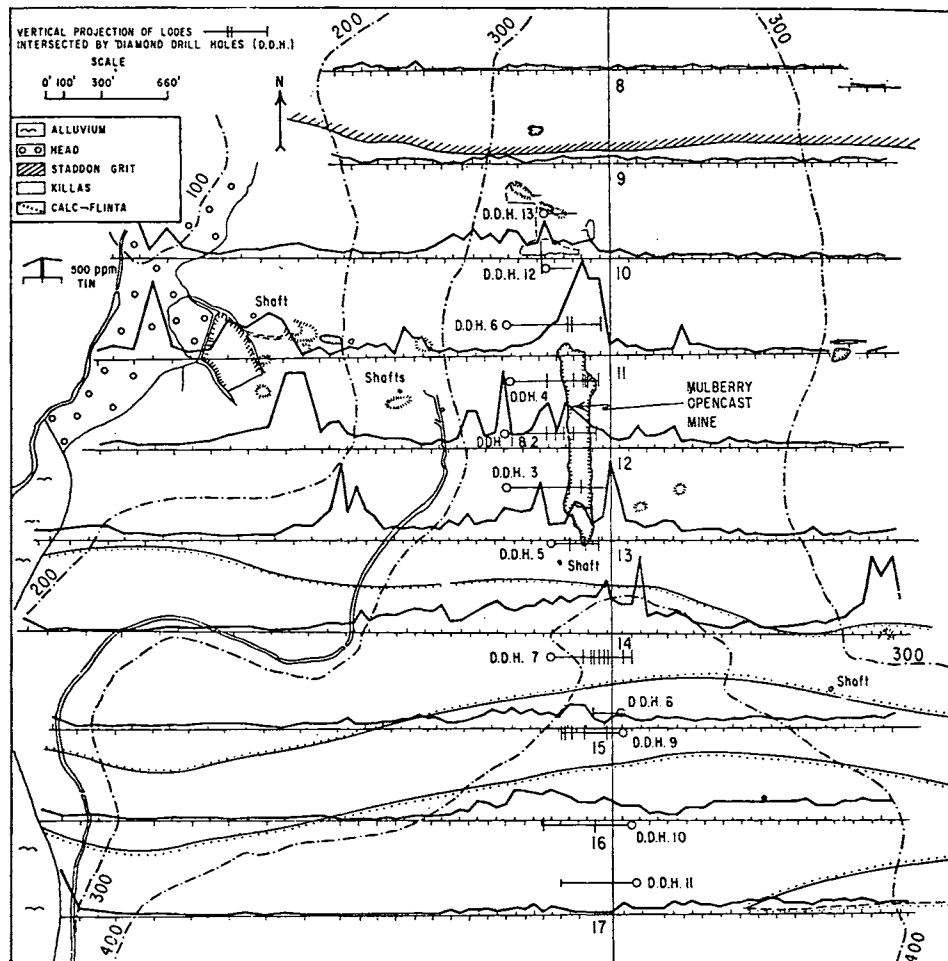 VERTICAL PROJECTION OF LODES
INTERSECTED BY DIAMOND DRILL HOLES (D.D.H.)
SCALE
0' 100' 300' 660'
N
ALLUVIUM
HEAD
STADDON GRIT
KILLAS
CALC-FLINTA
200
300
300
8
9
100
D.D.H. 13
10
500 ppm
TIN
D.D.H. 12
Shaft
D.D.H. 6
11
Shafts
D.D.H. 4
MULBERRY
OPENCAST
MINE
DDH 1 & 2
12
D.D.H. 3
13
D.D.H. 5
Shaft
200
14
300
D.D.H. 7
Shaft
D.D.H. 8
15
D.D.H. 9
16
D.D.H. 10
300
D.D.H. 11
17
400
400